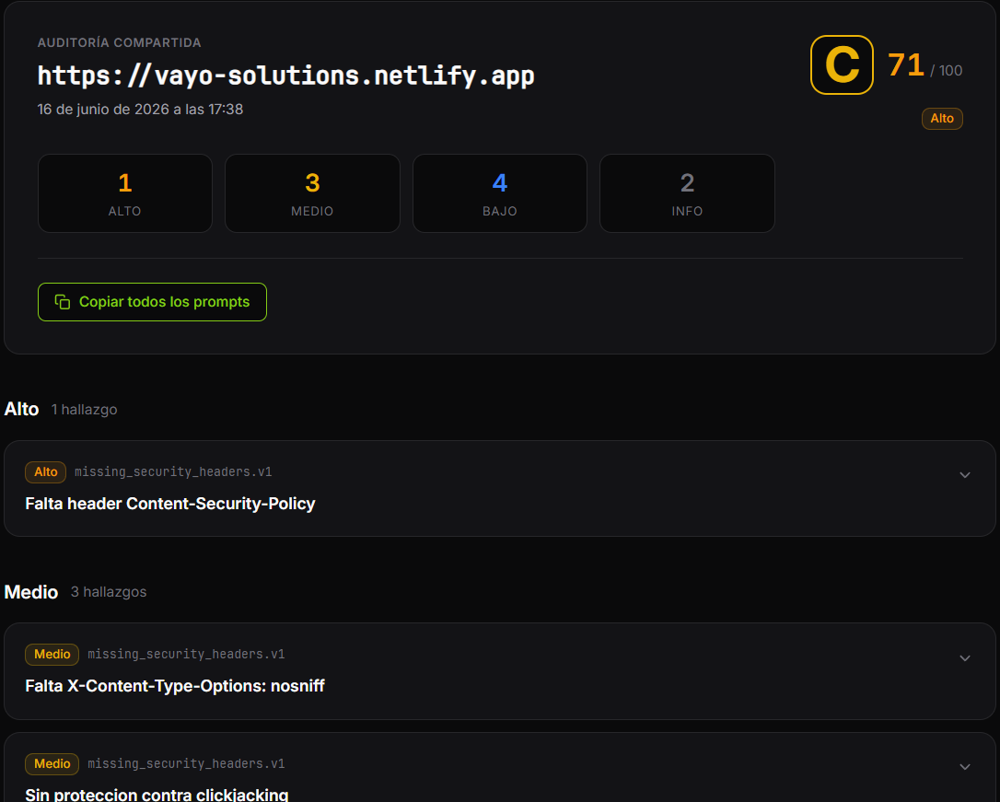 AUDITORÍA COMPARTIDA
https://vayo-solutions.netlify.app
16 de junio de 2026 a las 17:38
C 71 / 100
Alto
1 3 4 2
ALTO MEDIO BAJO INFO
Copiar todos los prompts
Alto 1 hallazgo
Alto missing_security_headers.v1
Falta header Content-Security-Policy
Medio 3 hallazgos
Medio missing_security_headers.v1
Falta X-Content-Type-Options: nosniff
Medio missing_security_headers.v1
Sin proteccion contra clickjacking